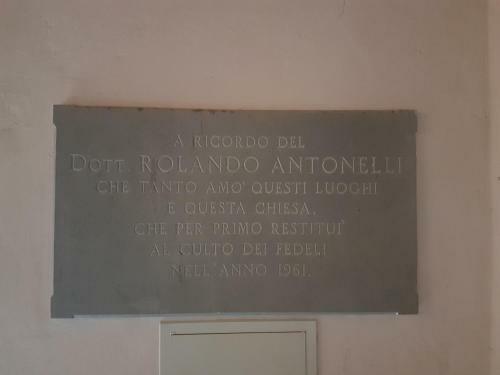 A RICORDO DEL
DOTT. ROLANDO ANTONELLI
CHE TANTO AMO' QUESTI LUOGHI
E QUESTA CHIESA,
CHE PER PRIMO RESTITUI'
AL CULTO DEI FEDELI
NELL'ANNO 1961.